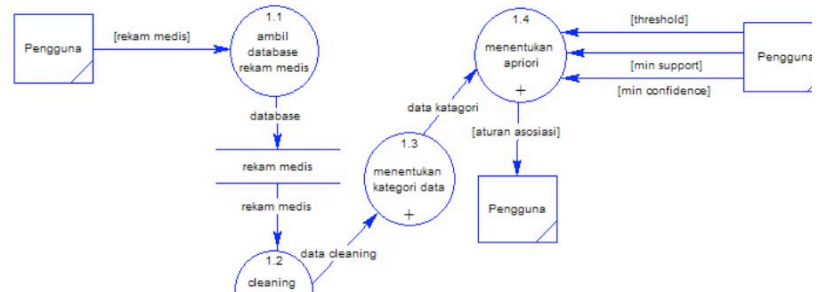 Pengguna
[rekam medis]
1.1
ambil
database
rekam medis
database
rekam medis
rekam medis
1.2
cleaning
data cleaning
1.3
menentukan
kategori data
data katagori
1.4
menentukan
apriori
[threshold]
[min support]
[min confidence]
Pengguna
[aturan asosiasi]
Pengguna